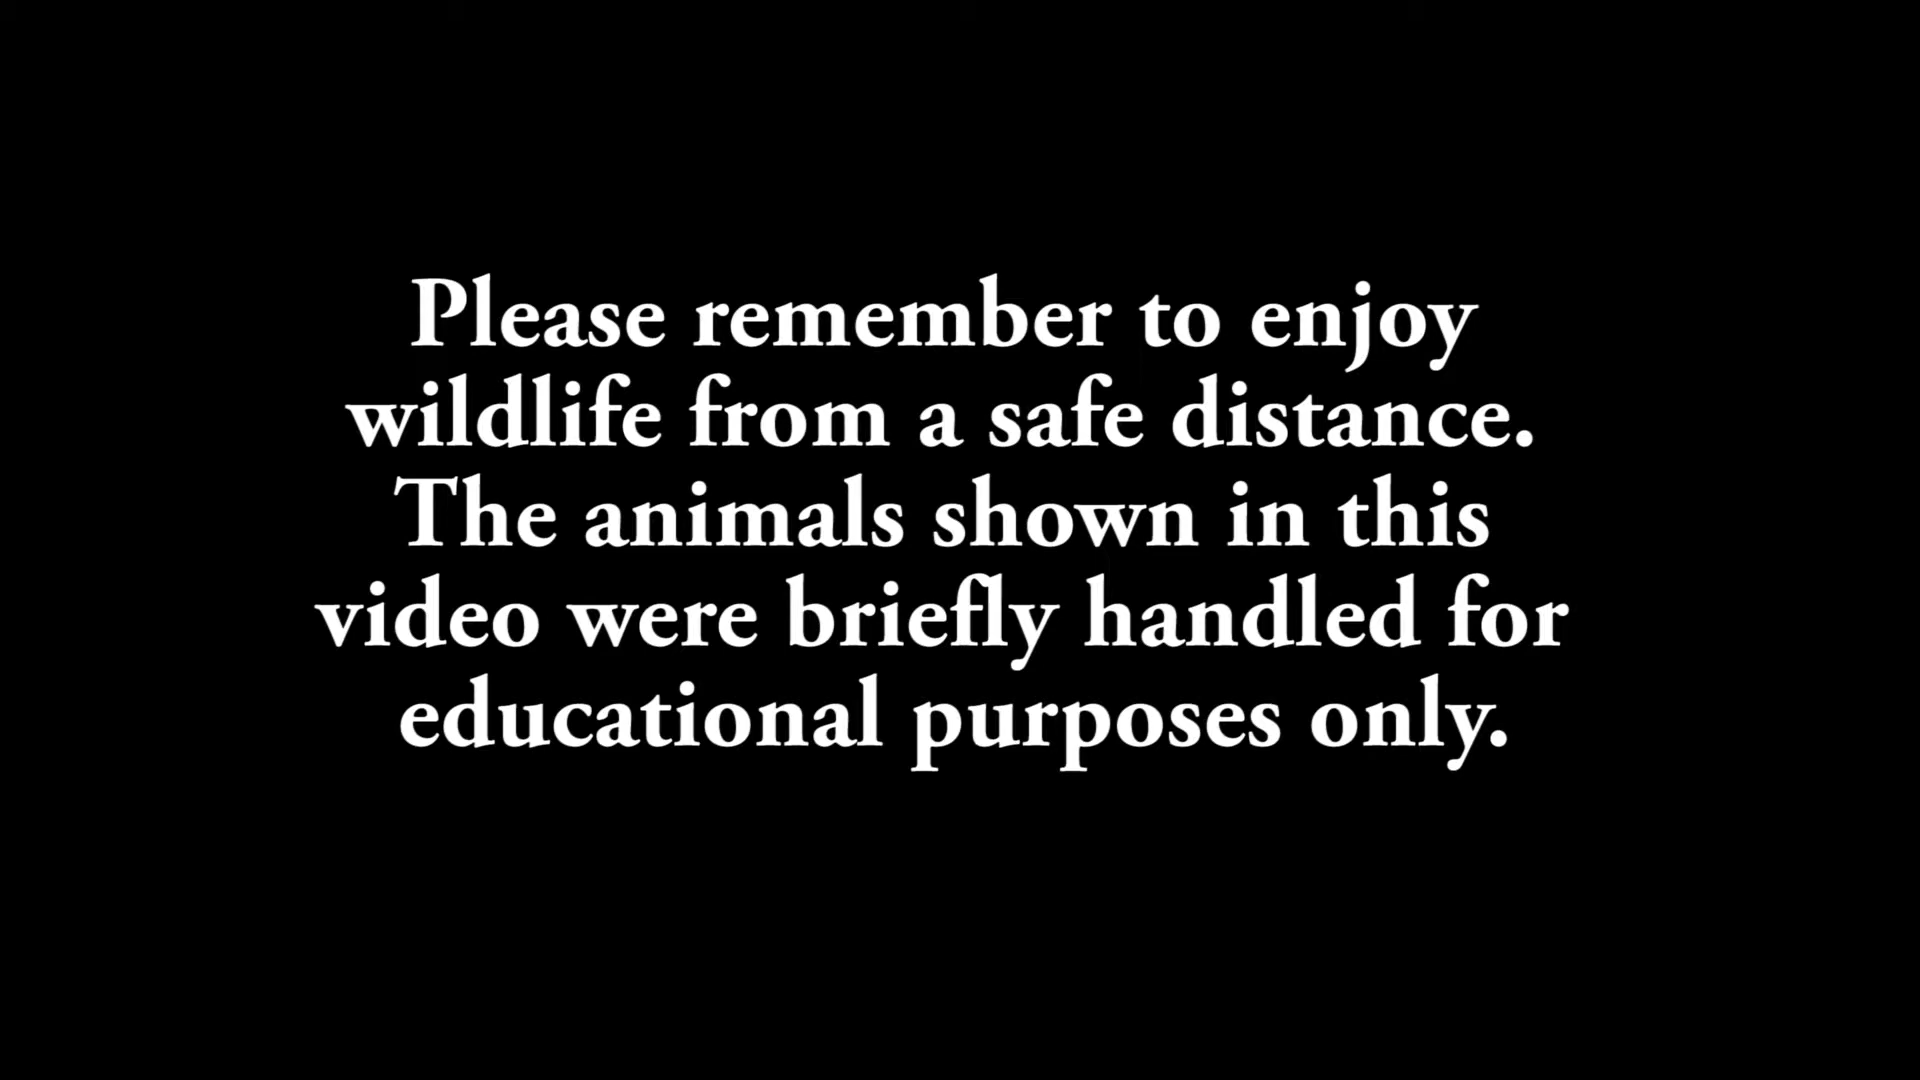 Please remember to enjoy
wildlife from a safe distance.
The animals shown in this
video were briefly handled for
educational purposes only.